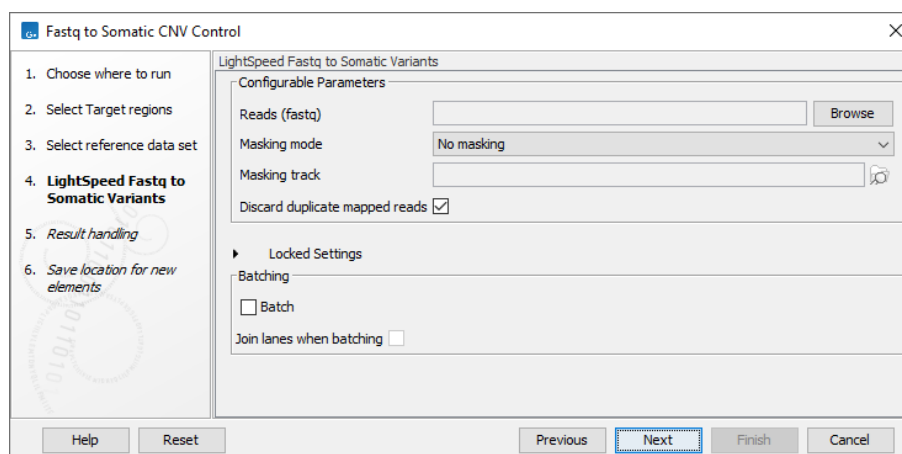 Fastq to Somatic CNV Control
1. Choose where to run
2. Select Target regions
3. Select reference data set
4. LightSpeed Fastq to
Somatic Variants
5. Result handling
6. Save location for new
elements
LightSpeed Fastq to Somatic Variants
Configurable Parameters
Reads (fastq)
Browse
Masking mode
No masking
Masking track
Discard duplicate mapped reads
Locked Settings
Batching
Batch
Join lanes when batching
Help
Reset
Previous
Next
Finish
Cancel